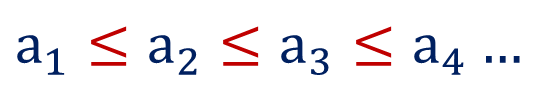 a₁ ≤ a₂ ≤ a₃ ≤ a₄ ...